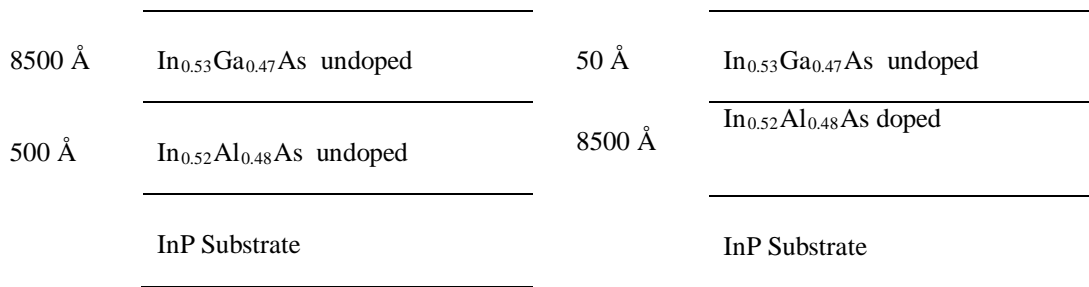 8500 Å In₀.₅₃Ga₀.₄₇As undoped
500 Å In₀.₅₂Al₀.₄₈As undoped
InP Substrate
50 Å In₀.₅₃Ga₀.₄₇As undoped
8500 Å In₀.₅₂Al₀.₄₈As doped
InP Substrate